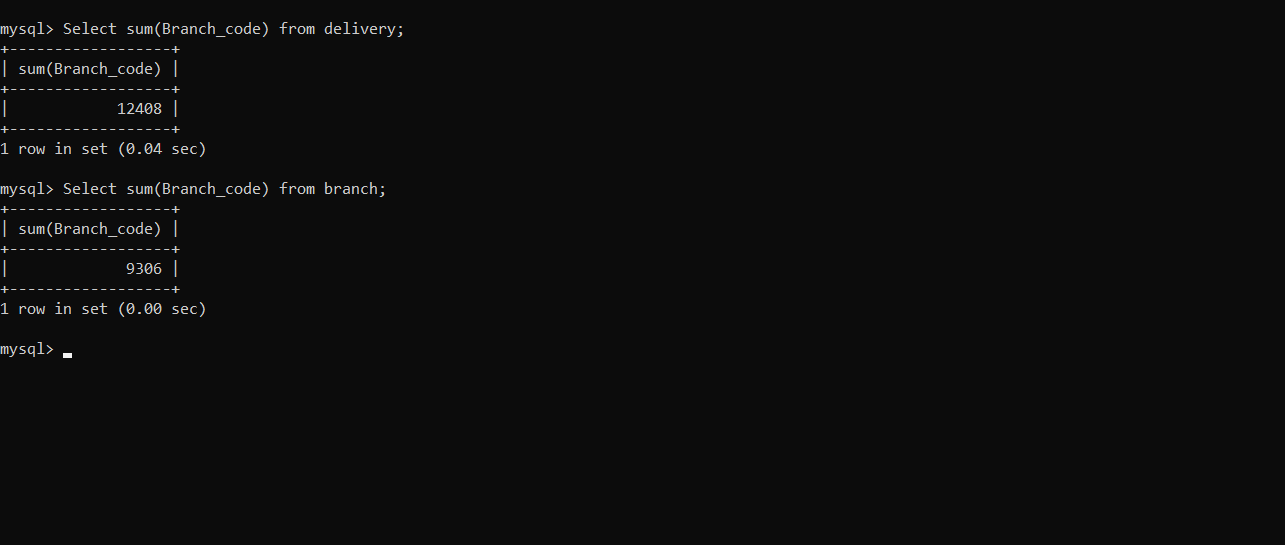 mysql> Select sum(Branch_code) from delivery;
+------------------+
| sum(Branch_code) |
+------------------+
|            12408 |
+------------------+
1 row in set (0.04 sec)
mysql> Select sum(Branch_code) from branch;
+------------------+
| sum(Branch_code) |
+------------------+
|             9306 |
+------------------+
1 row in set (0.00 sec)
mysql>